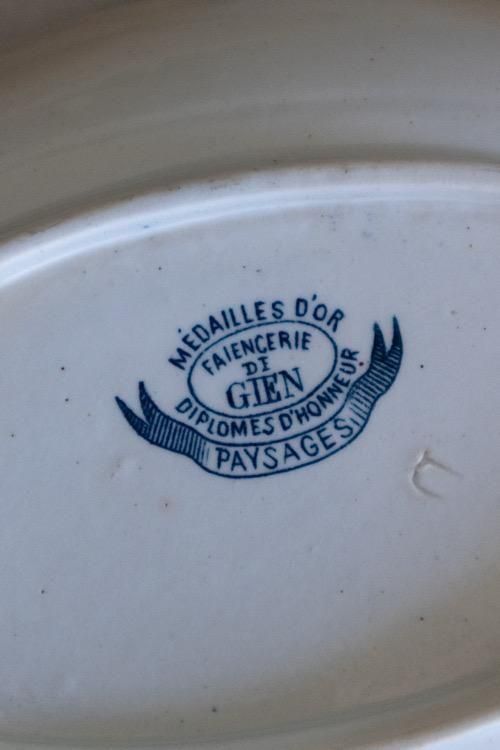 MÉDAILLES D'OR
FAIENCERIE
DE
GIEN
DIPLOMES D'HONNEUR
PAYSAGES